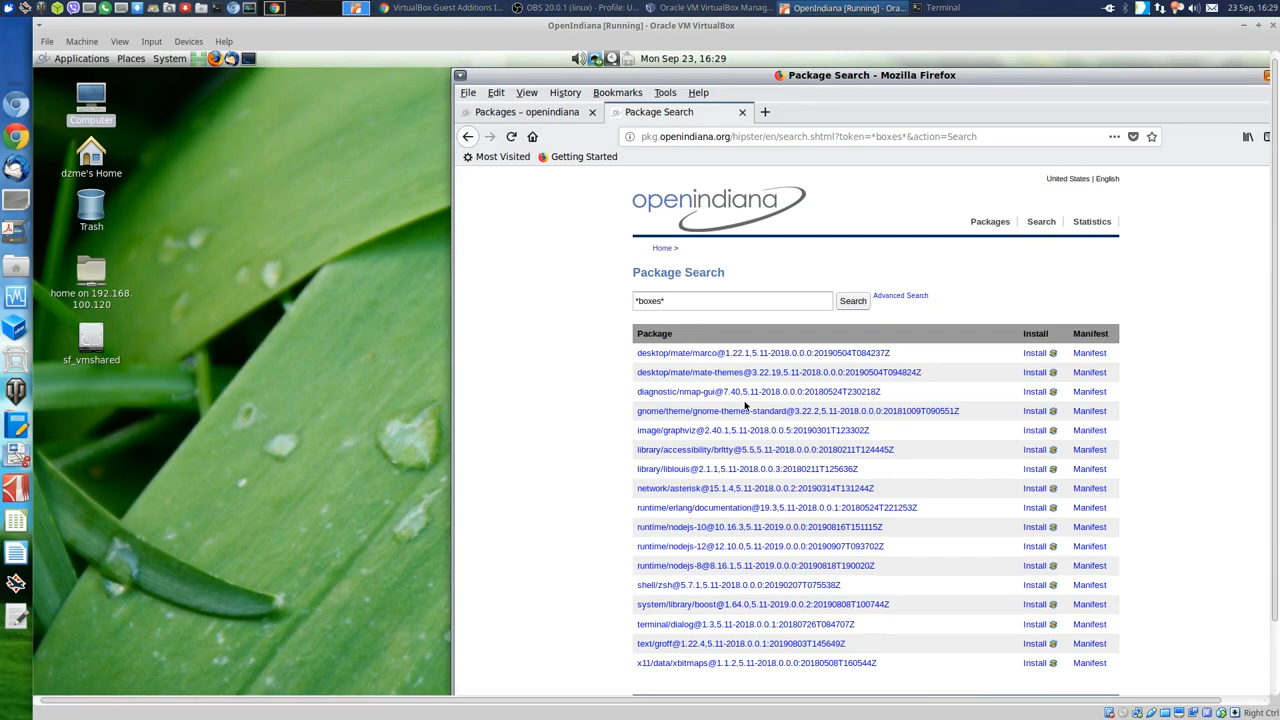 VirtualBox Guest Additions I...
OBS 20.0.1 (linux) - Profile: U...
Oracle VM VirtualBox Manag...
OpenIndiana [Running] - Orac...
Terminal
23 Sep, 16:29
OpenIndiana [Running] - Oracle VM VirtualBox
File Machine View Input Devices Help
Applications Places System
Mon Sep 23, 16:29
Package Search - Mozilla Firefox
File Edit View History Bookmarks Tools Help
Packages – openindiana
Package Search
pkg.openindiana.org/hipster/en/search.shtml?token=*boxes*&action=Search
Most Visited Getting Started
Computer
dzme's Home
Trash
home on 192.168.
100.120
sf_vmshared
United States | English
openindiana
Packages Search Statistics
Home >
Package Search
*boxes* Search Advanced Search
Package Install Manifest
desktop/mate/marco@1.22.1,5.11-2018.0.0.0:20190504T084237Z Install Manifest
desktop/mate/mate-themes@3.22.19,5.11-2018.0.0.0:20190504T094824Z Install Manifest
diagnostic/nmap-gui@7.40,5.11-2018.0.0.0:20180524T230218Z Install Manifest
gnome/theme/gnome-themes-standard@3.22.2,5.11-2018.0.0.0:20181009T090551Z Install Manifest
image/graphviz@2.40.1,5.11-2018.0.0.5:20190301T123302Z Install Manifest
library/accessibility/brltty@5.5,5.11-2018.0.0.0:20180211T124445Z Install Manifest
library/liblouis@2.1.1,5.11-2018.0.0.3:20180211T125636Z Install Manifest
network/asterisk@15.1.4,5.11-2018.0.0.2:20190314T131244Z Install Manifest
runtime/erlang/documentation@19.3,5.11-2018.0.0.1:20180524T221253Z Install Manifest
runtime/nodejs-10@10.16.3,5.11-2019.0.0.0:20190816T151115Z Install Manifest
runtime/nodejs-12@12.10.0,5.11-2019.0.0.0:20190907T093702Z Install Manifest
runtime/nodejs-8@8.16.1,5.11-2019.0.0.0:20190818T190020Z Install Manifest
shell/zsh@5.7.1,5.11-2018.0.0.0:20190207T075538Z Install Manifest
system/library/boost@1.64.0,5.11-2019.0.0.2:20190808T100744Z Install Manifest
terminal/dialog@1.3,5.11-2018.0.0.1:20180726T084707Z Install Manifest
text/groff@1.22.4,5.11-2018.0.0.1:20190803T145649Z Install Manifest
x11/data/xbitmaps@1.1.2,5.11-2018.0.0.0:20180508T160544Z Install Manifest
Right Ctrl